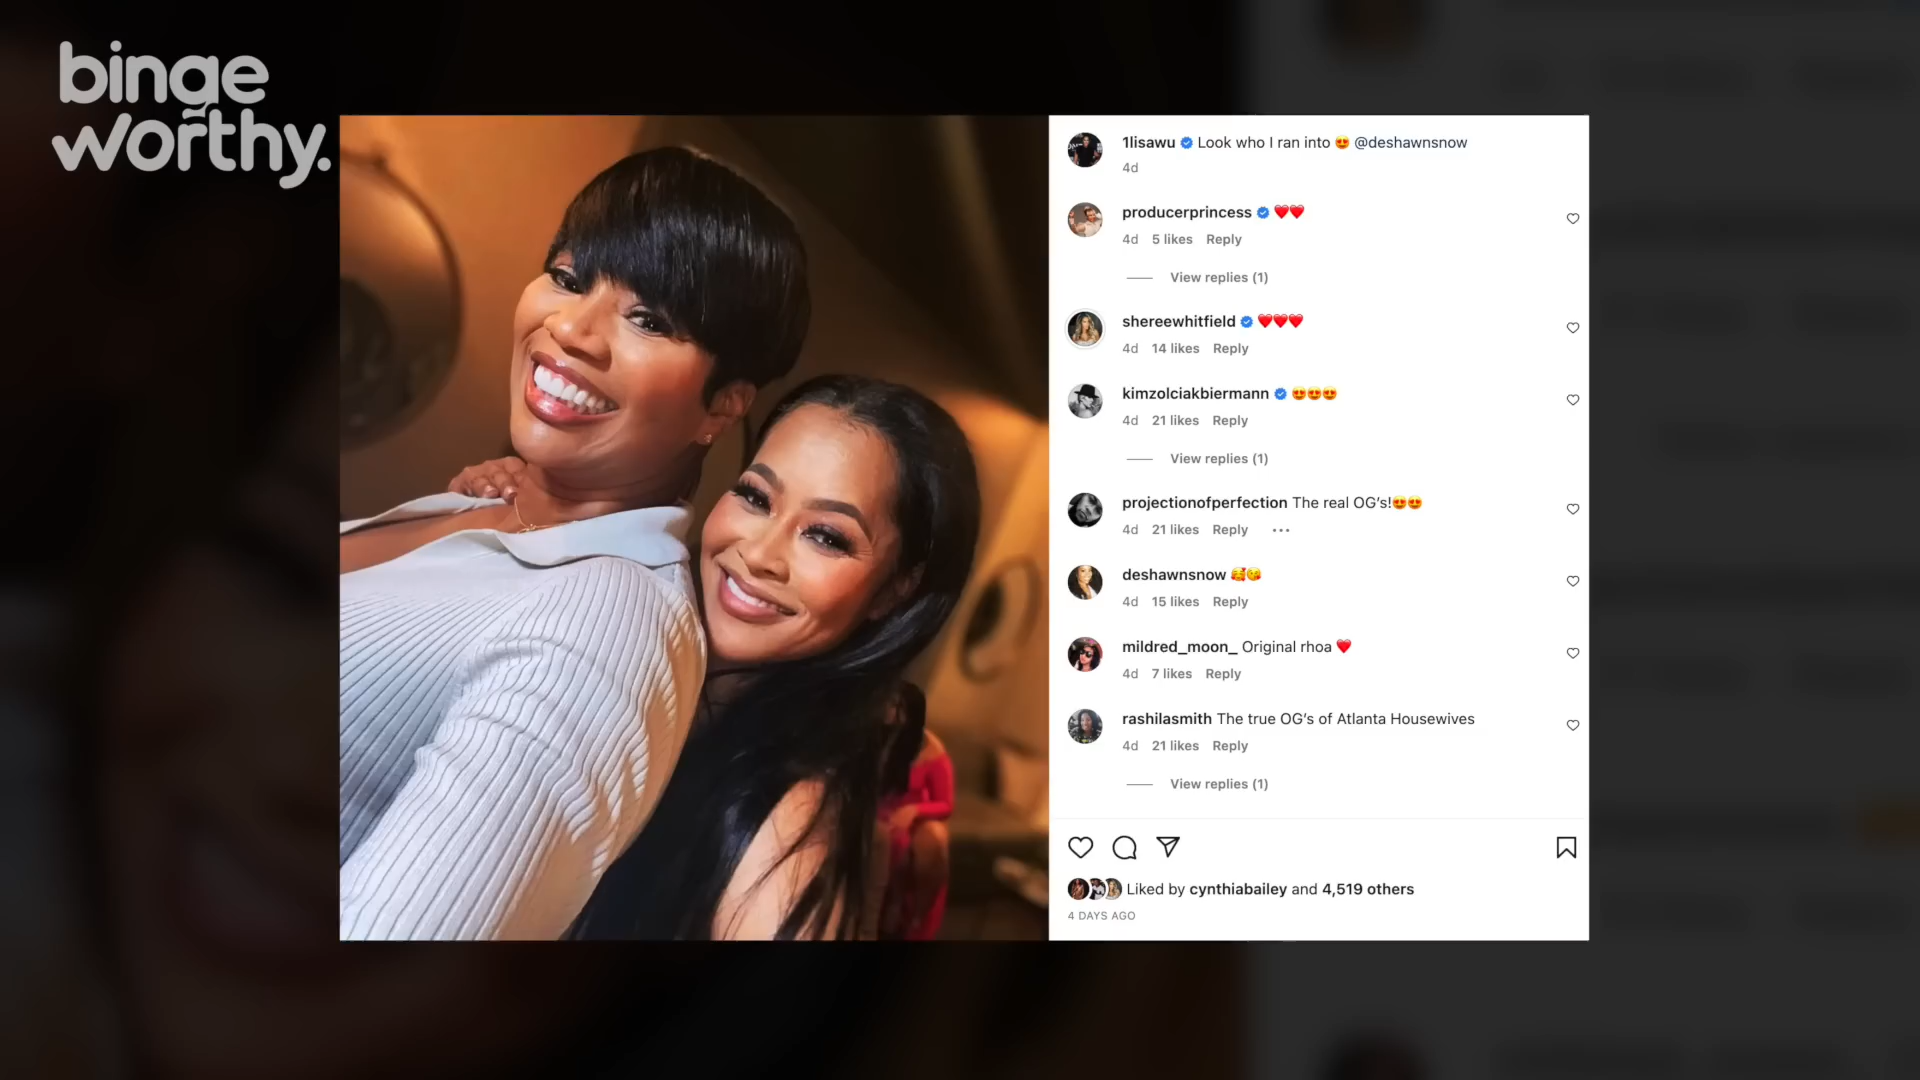 binge
worthy.
1lisawu Look who I ran into 😍 @deshawnsnow
4d
producerprincess ❤️❤️
4d 5 likes Reply
View replies (1)
shereewhitfield ❤️❤️❤️
4d 14 likes Reply
kimzolciakbiermann 😍😍😍
4d 21 likes Reply
View replies (1)
projectionofperfection The real OG's!😍😍
4d 21 likes Reply ...
deshawnsnow 🥰😘
4d 15 likes Reply
mildred_moon_ Original rhoa ❤️
4d 7 likes Reply
rashilasmith The true OG's of Atlanta Housewives
4d 21 likes Reply
View replies (1)
Liked by cynthiabailey and 4,519 others
4 DAYS AGO